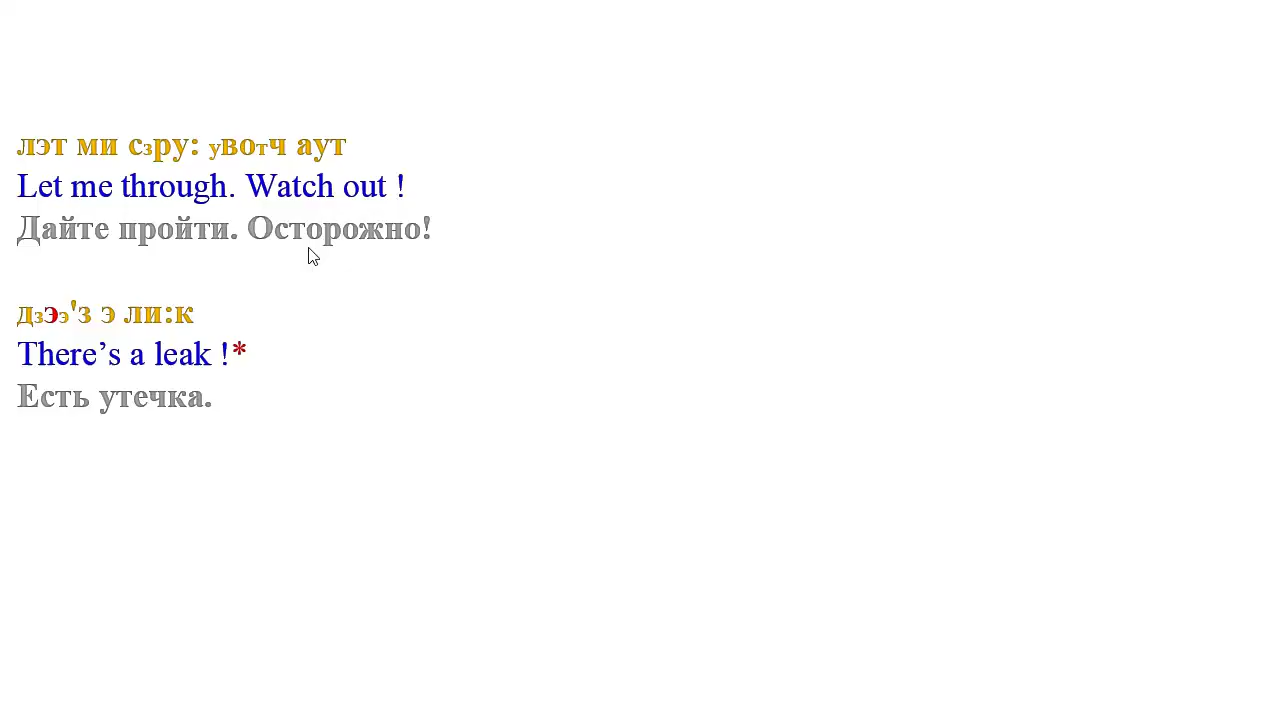 лэт ми сзру: увотч аут
Let me through. Watch out !
Дайте пройти. Осторожно!
дзээ'з э ли:к
There’s a leak !*
Есть утечка.